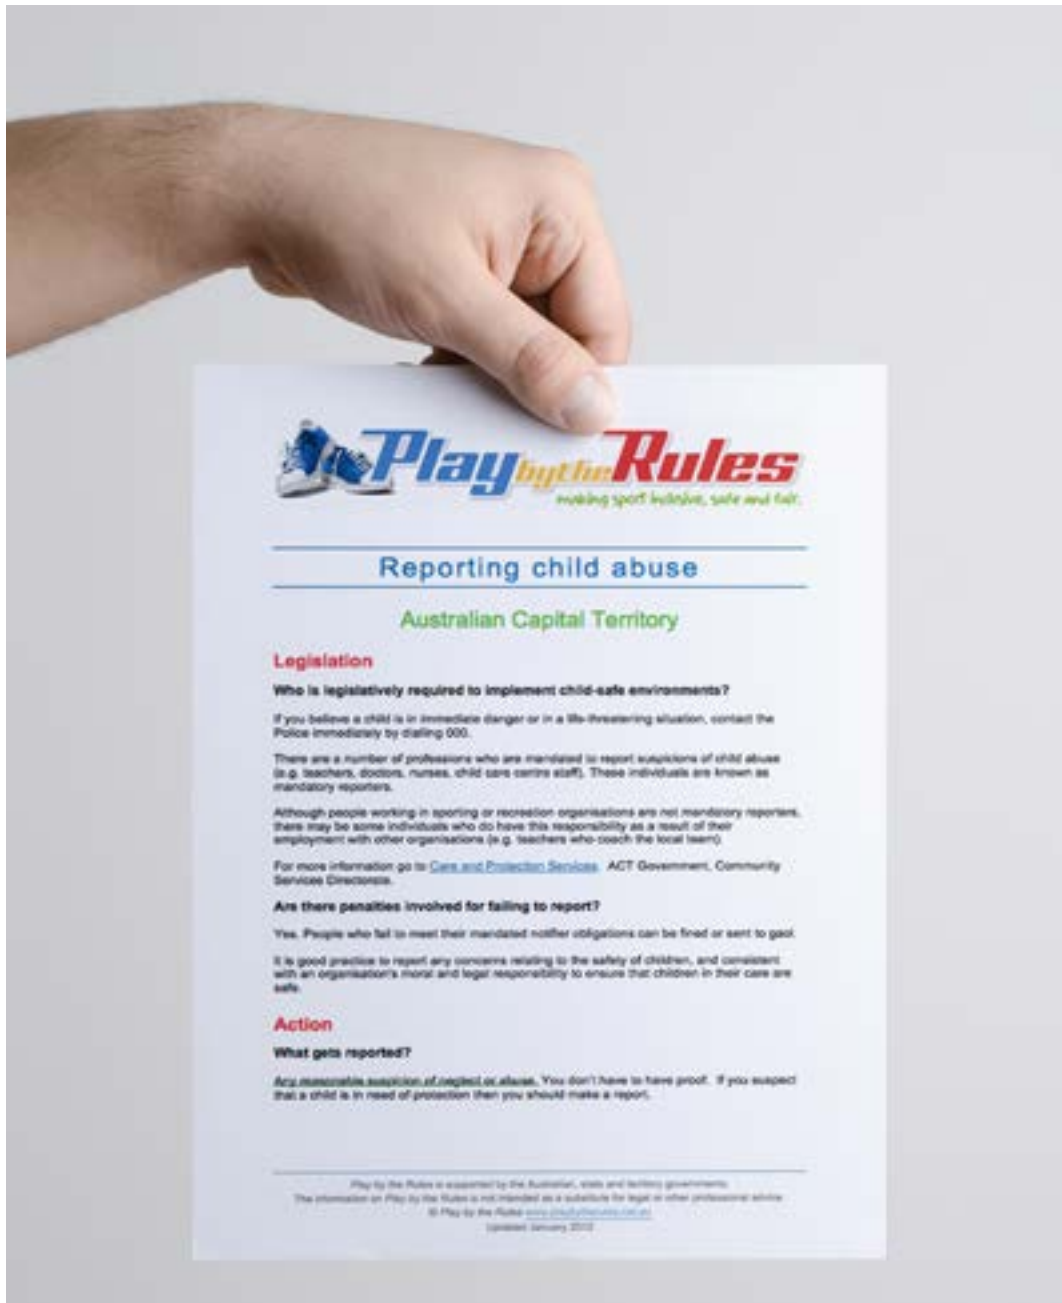 Play by the Rules
making sport inclusive, safe and fair.
Reporting child abuse
Australian Capital Territory
Legislation
Who is legislatively required to implement child-safe environments?
If you believe a child is in immediate danger or in a life-threatening situation, contact the
Police immediately by dialling 000.
There are a number of professions who are mandated to report suspicions of child abuse
(e.g. teachers, doctors, nurses, child care centre staff). These individuals are known as
mandatory reporters.
Although people working in sporting or recreation organisations are not mandatory reporters,
there may be some individuals who do have this responsibility as a result of their
employment with other organisations (e.g. teachers who coach the local team).
For more information go to Care and Protection Services, ACT Government, Community
Services Directorate.
Are there penalties involved for failing to report?
Yes. People who fail to meet their mandated notifier obligations can be fined or sent to gaol.
It is good practice to report any concerns relating to the safety of children, and consistent
with an organisation's moral and legal responsibility to ensure that children in their care are
safe.
Action
What gets reported?
Any reasonable suspicion of neglect or abuse. You don't have to have proof. If you suspect
that a child is in need of protection then you should make a report.
Play by the Rules is supported by the Australian, state and territory governments.
The information on Play by the Rules is not intended as a substitute for legal or other professional advice.
© Play by the Rules www.playbytherules.net.au
Updated January